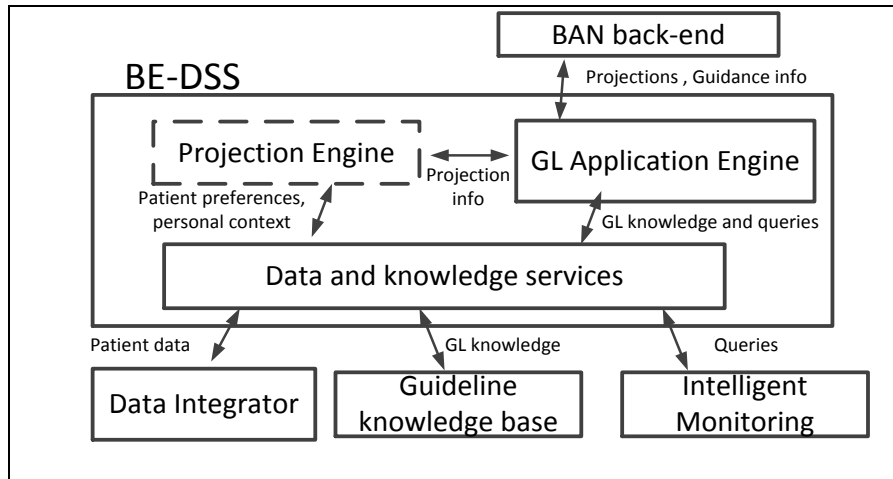 BAN back-end
BE-DSS
Projections , Guidance info
Projection Engine
GL Application Engine
Projection
info
Patient preferences,
personal context
GL knowledge and queries
Data and knowledge services
Patient data
GL knowledge
Queries
Data Integrator
Guideline
knowledge base
Intelligent
Monitoring